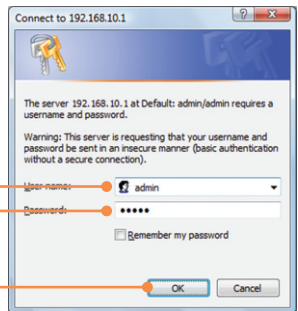 Connect to 192.168.10.1
The server 192.168.10.1 at Default: admin/admin requires a
username and password.
Warning: This server is requesting that your username and
password be sent in an insecure manner (basic authentication
without a secure connection).
User name:
admin
Password:
•••••
Remember my password
OK
Cancel